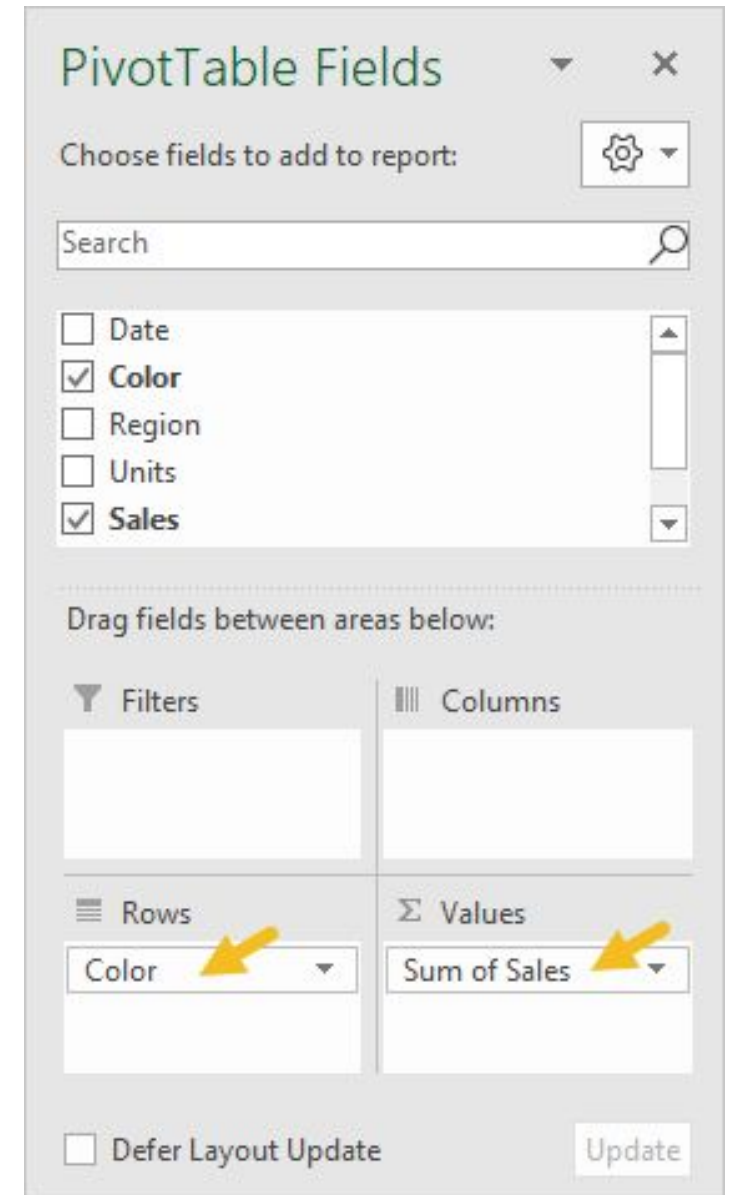 PivotTable Fields
Choose fields to add to report:
Search
Date
Color
Region
Units
Sales
Drag fields between areas below:
Filters
Columns
Rows
Σ Values
Color
Sum of Sales
Defer Layout Update
Update